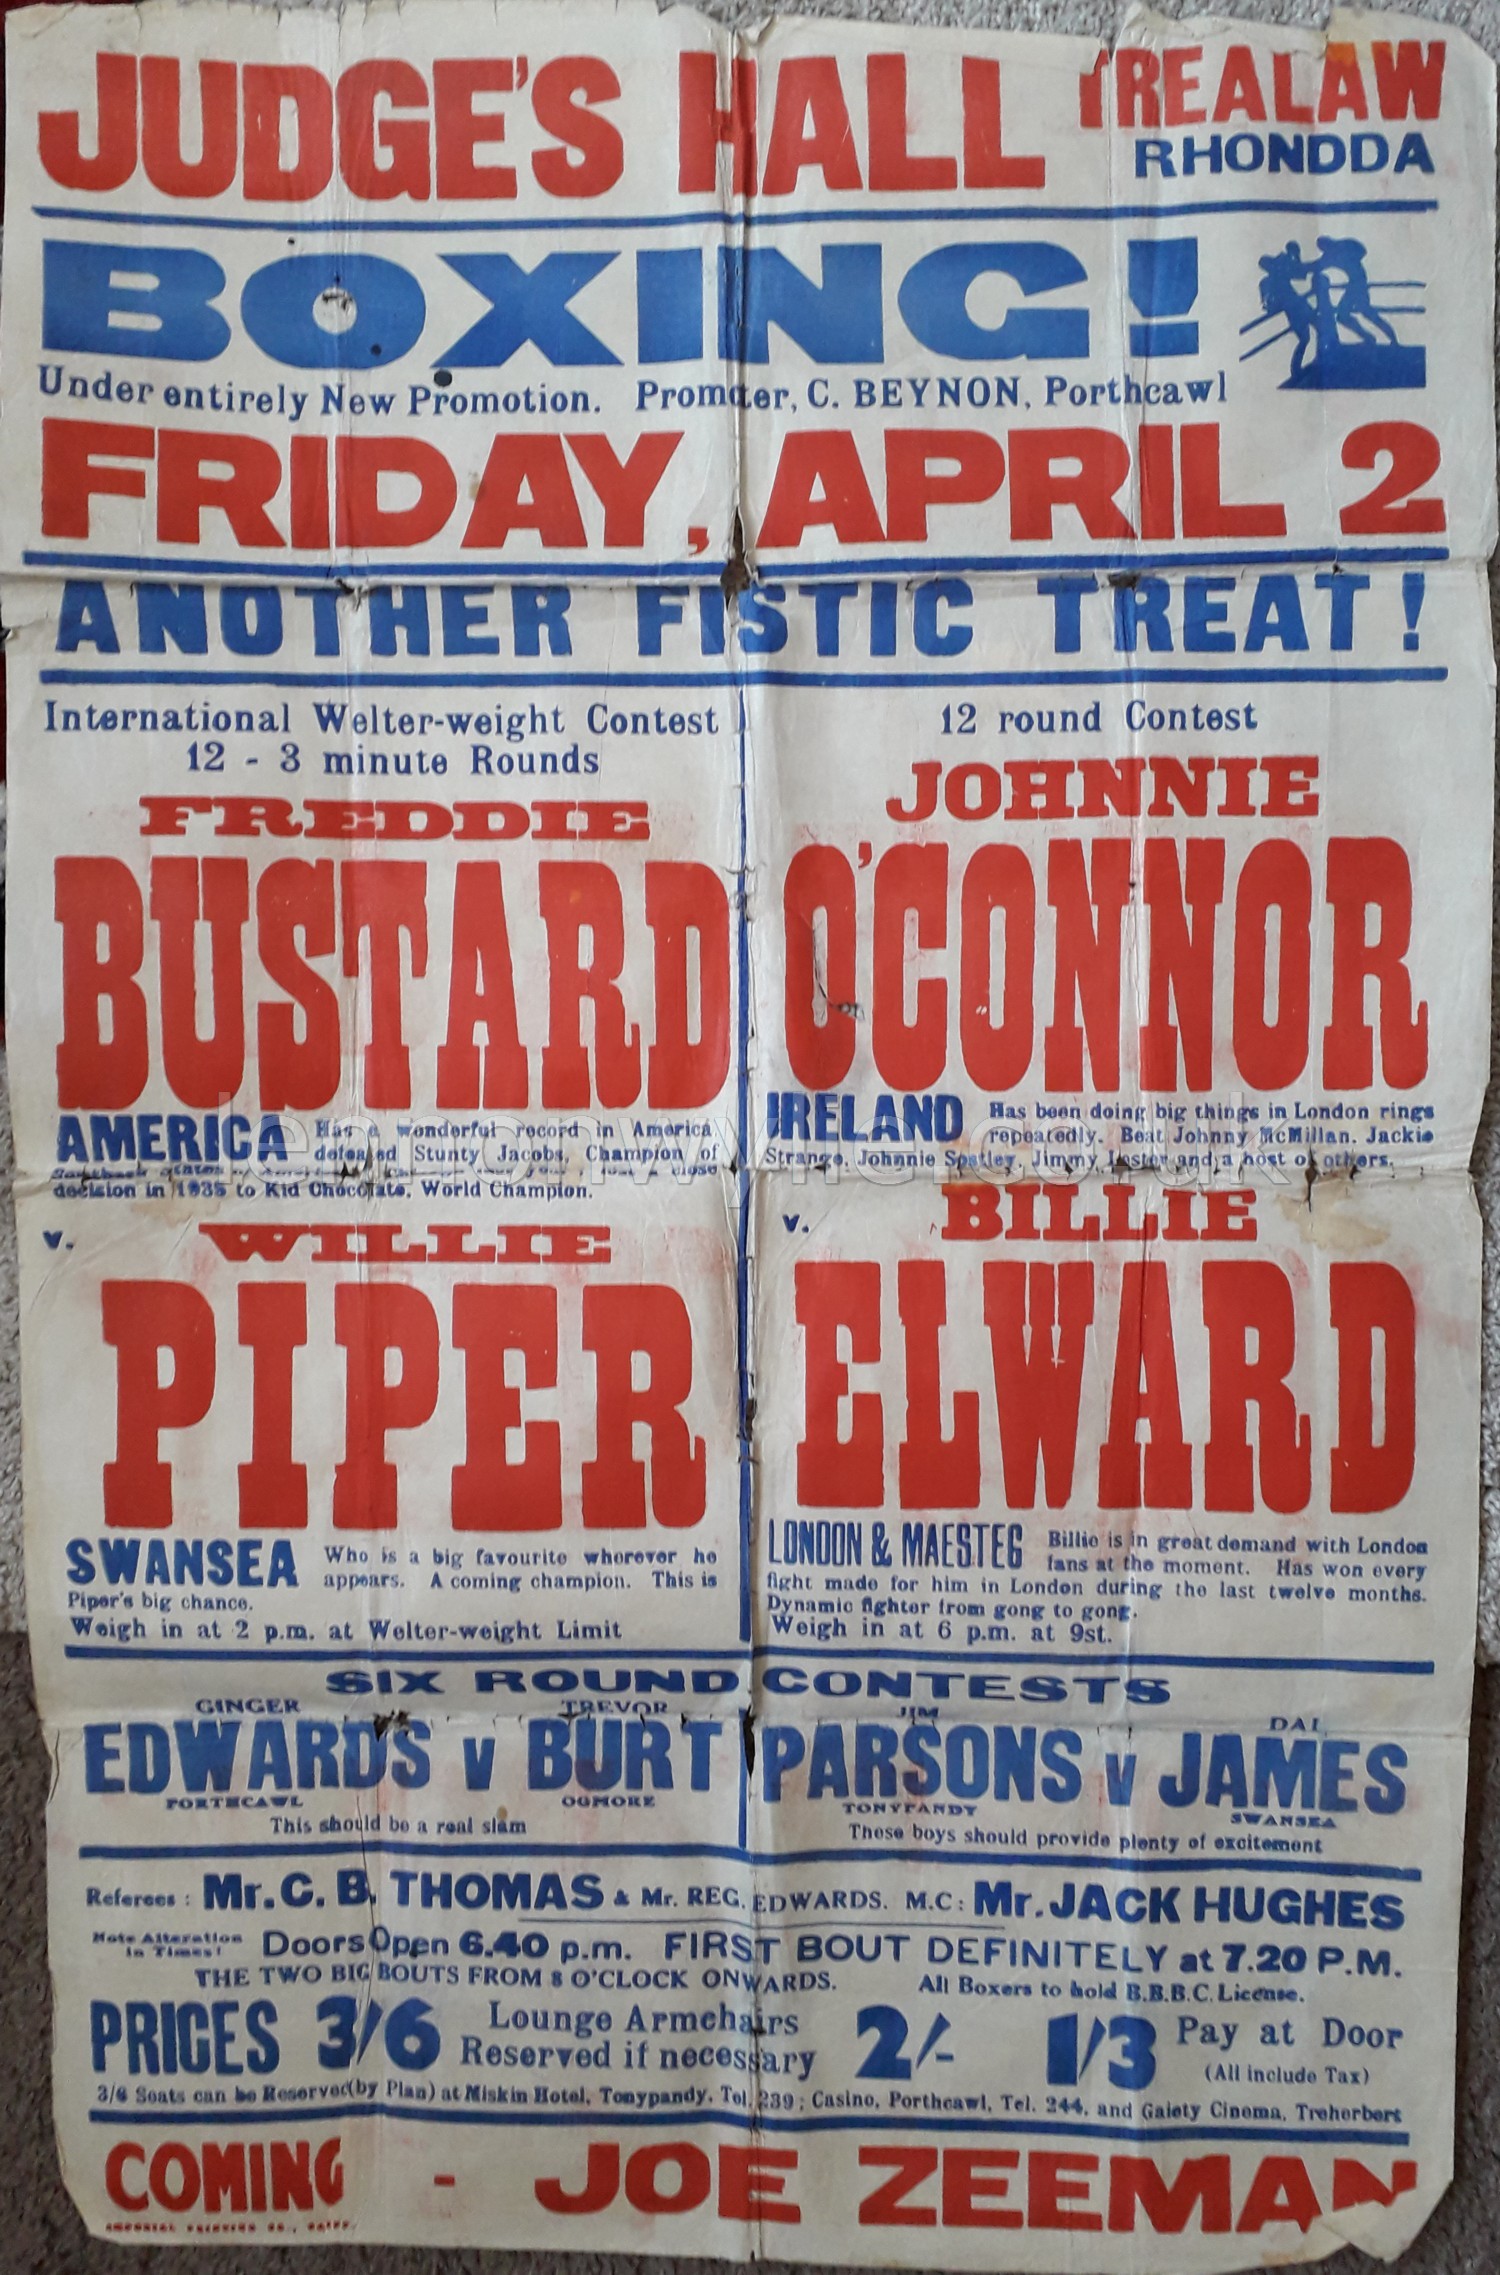 JUDGE'S HALL TREALAW
RHONDDA
BOXING!
Under entirely New Promotion. Promoter, C. BEYNON, Porthcawl
FRIDAY, APRIL 2
ANOTHER FISTIC TREAT!
International Welter-weight Contest
12 - 3 minute Rounds
FREDDIE
BUSTARD
AMERICA Has a wonderful record in America
defeated Stunty Jacobs, Champion of
decision in 1935 to Kid Chocolate, World Champion.
v. WILLIE
PIPER
SWANSEA Who is a big favourite wherever he
appears. A coming champion. This is
Piper's big chance.
Weigh in at 2 p.m. at Welter-weight Limit
12 round Contest
JOHNNIE
O'CONNOR
IRELAND Has been doing big things in London rings
repeatedly. Beat Johnny McMillan, Jackie
Strange, Johnnie Jimmy Lester and a host of others.
v. BILLIE
ELWARD
LONDON & MAESTEG Billie is in great demand with London
fans at the moment. Has won every
fight made for him in London during the last twelve months.
Dynamic fighter from gong to gong.
Weigh in at 6 p.m. at 9st.
lennonwylie.co.uk
SIX ROUND CONTESTS
GINGER TREVOR
EDWARDS v BURT
PORTHCAWL OGMORE
This should be a real slam
JIM DAI
PARSONS v JAMES
TONYPANDY SWANSEA
These boys should provide plenty of excitement
Referees : Mr. C. B. THOMAS & Mr. REG. EDWARDS. M.C: Mr. JACK HUGHES
Note Alteration
in Times! Doors Open 6.40 p.m. FIRST BOUT DEFINITELY at 7.20 P.M.
THE TWO BIG BOUTS FROM 8 O'CLOCK ONWARDS. All Boxers to hold B.B.B.C. License.
PRICES 3/6 Lounge Armchairs
Reserved if necessary 2/- 1/3 Pay at Door
(All include Tax)
3/6 Seats can be Reserved (by Plan) at Miskin Hotel, Tonypandy, Tel. 239 ; Casino, Porthcawl, Tel. 244, and Gaiety Cinema, Treherbert
COMING - JOE ZEEMAN
IMPERIAL PRINTING CO.,